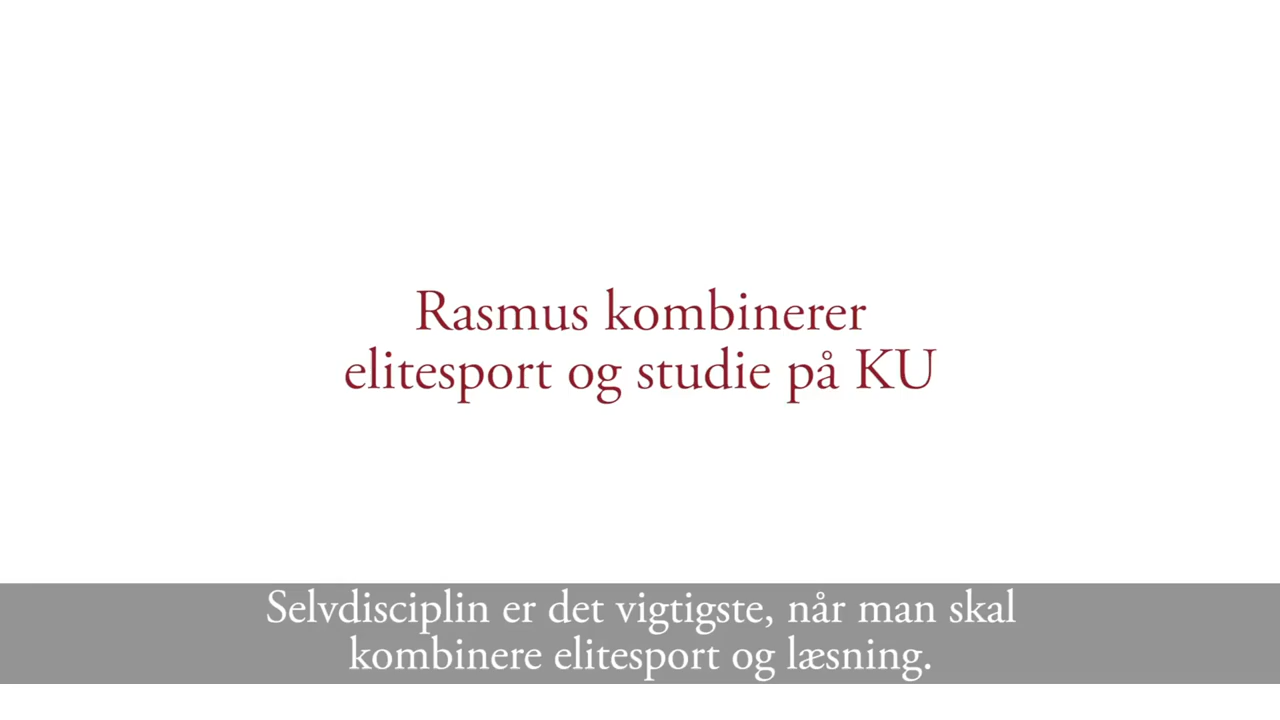 Rasmus kombinerer
elitesport og studie på KU
Selvdisciplin er det vigtigste, når man skal
kombinere elitesport og læsning.